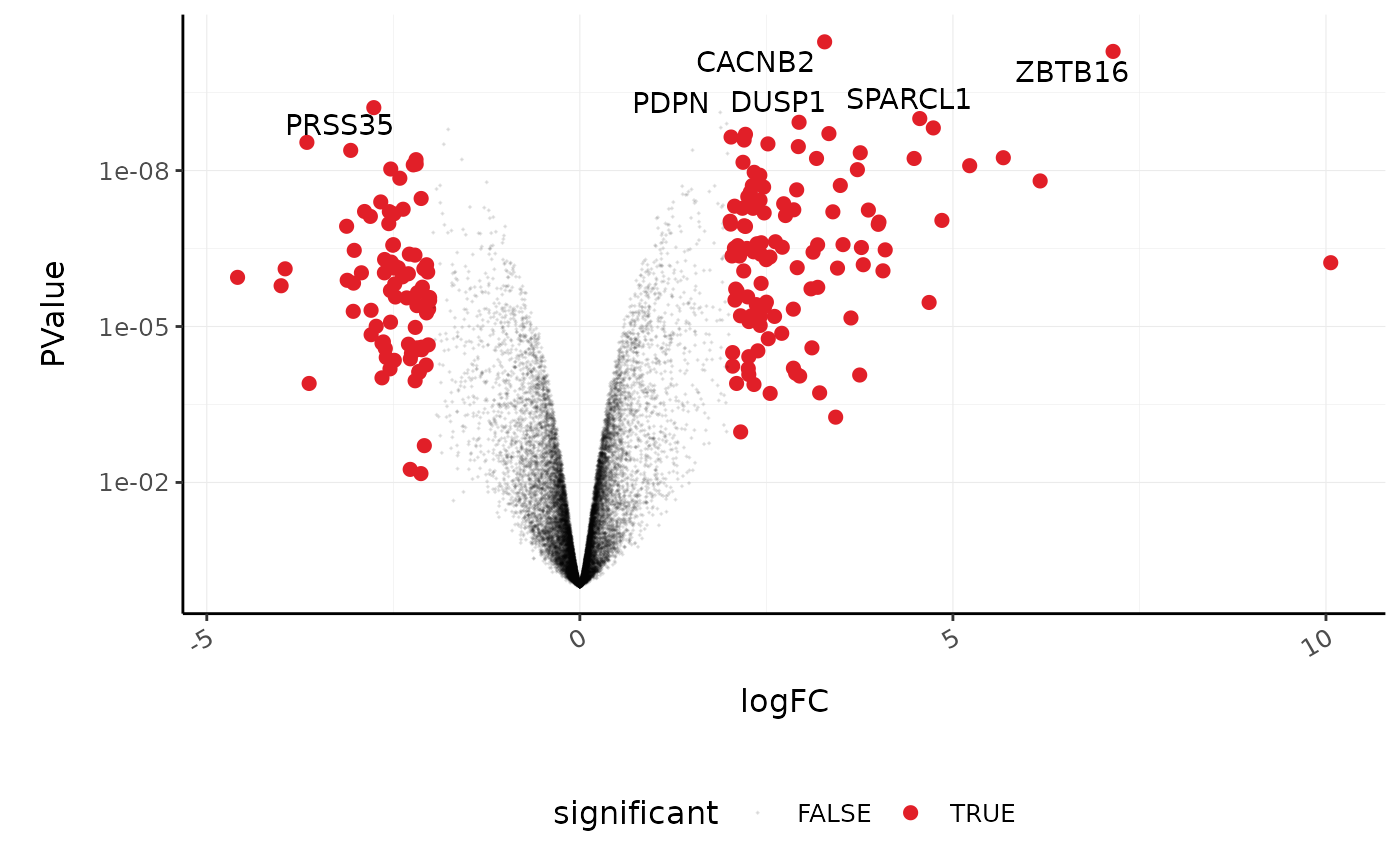 CACNB2
ZBTB16
PDPN
DUSP1
SPARCL1
PRSS35
1e-08
1e-05
1e-02
PValue
-5
0
5
10
logFC
significant FALSE TRUE